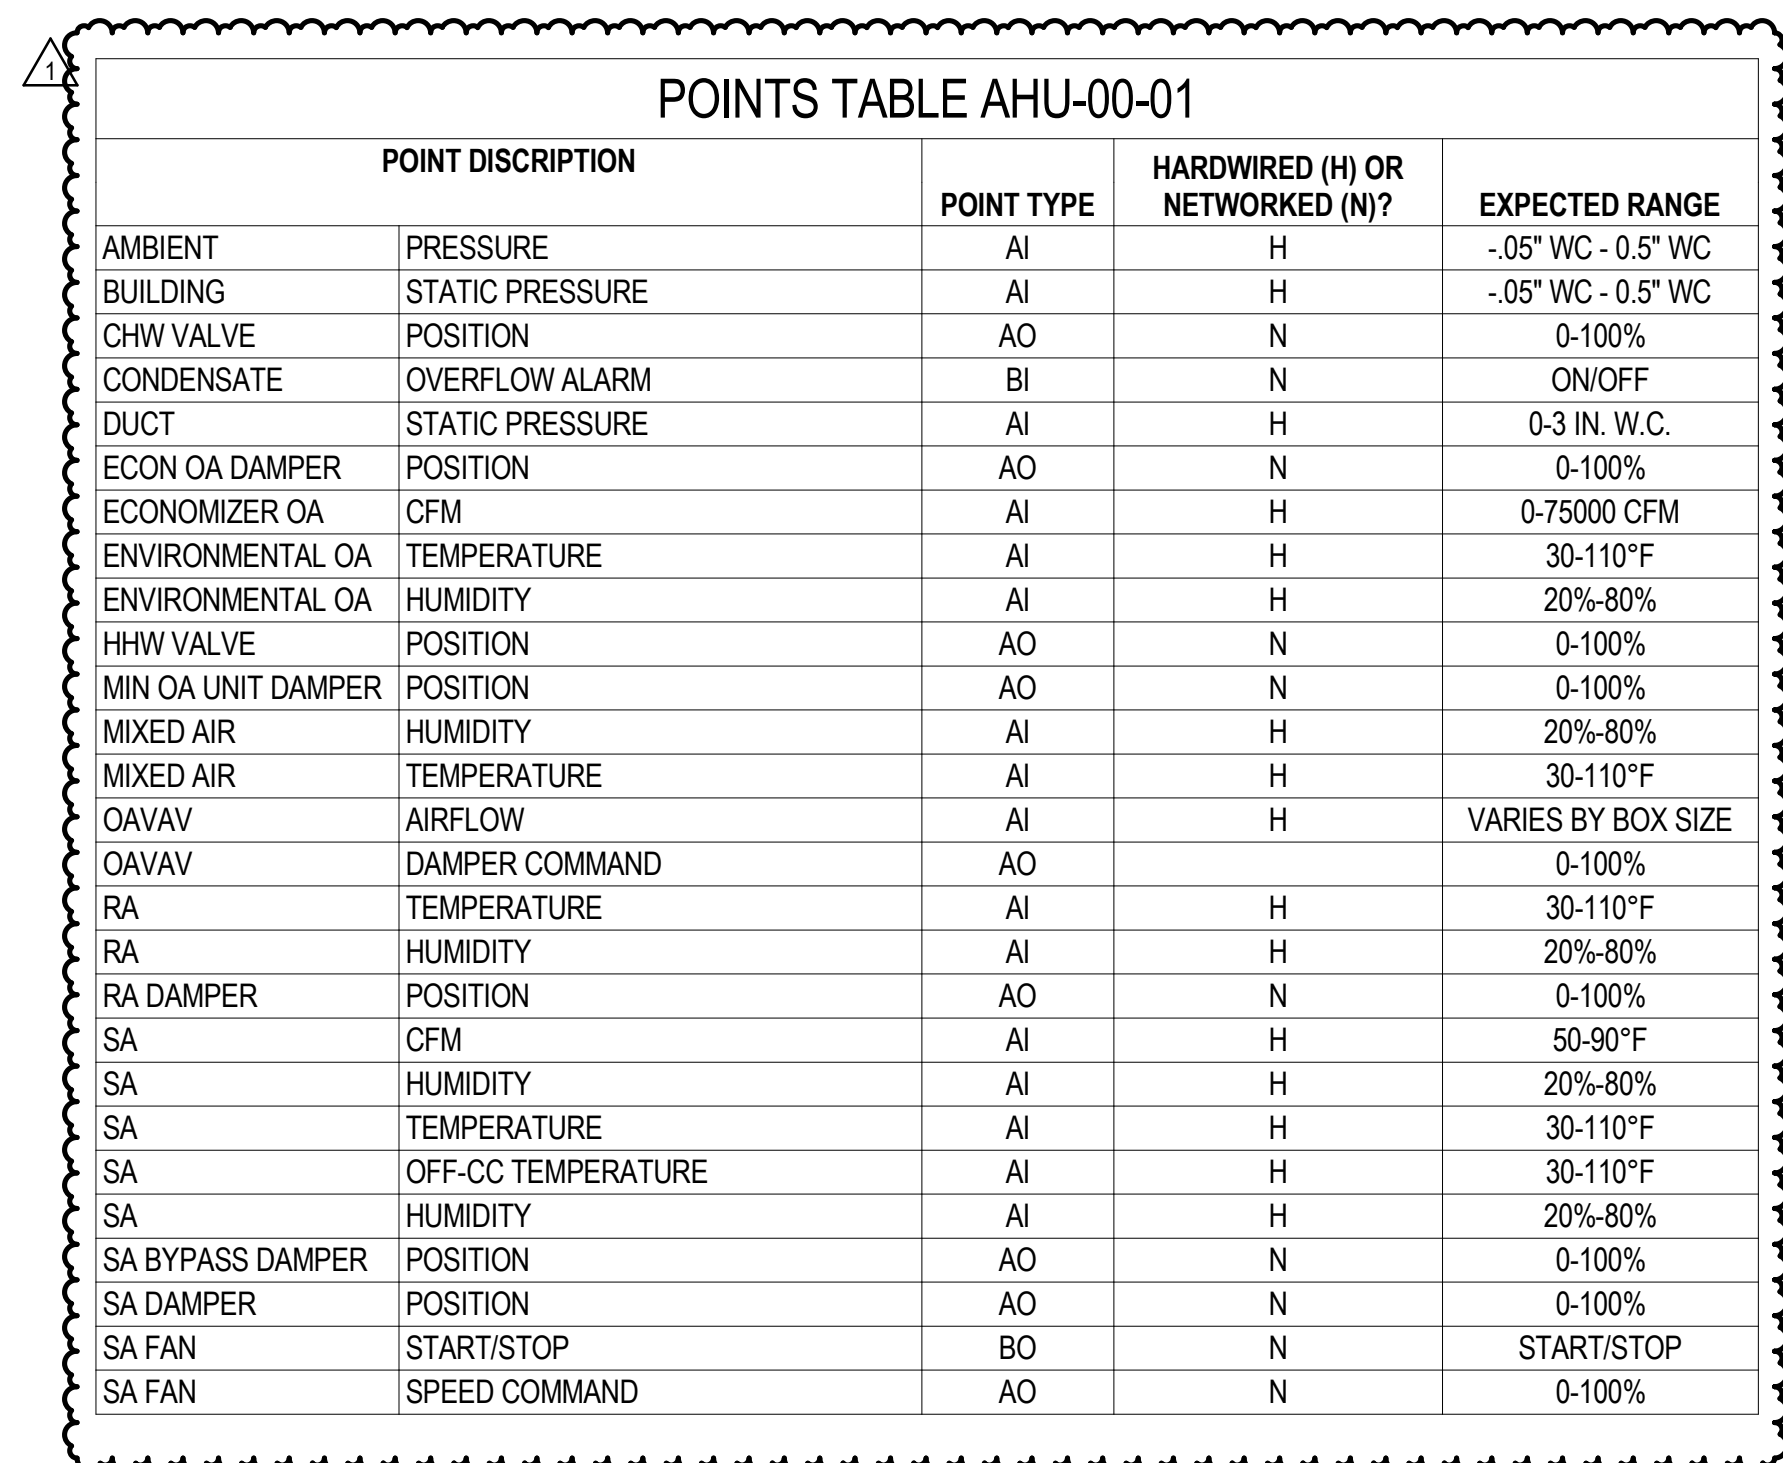 1
POINTS TABLE AHU-00-01
POINT DISCRIPTION POINT TYPE HARDWIRED (H) OR NETWORKED (N)? EXPECTED RANGE
AMBIENT PRESSURE AI H -.05" WC - 0.5" WC
BUILDING STATIC PRESSURE AI H -.05" WC - 0.5" WC
CHW VALVE POSITION AO N 0-100%
CONDENSATE OVERFLOW ALARM BI N ON/OFF
DUCT STATIC PRESSURE AI H 0-3 IN. W.C.
ECON OA DAMPER POSITION AO N 0-100%
ECONOMIZER OA CFM AI H 0-75000 CFM
ENVIRONMENTAL OA TEMPERATURE AI H 30-110°F
ENVIRONMENTAL OA HUMIDITY AI H 20%-80%
HHW VALVE POSITION AO N 0-100%
MIN OA UNIT DAMPER POSITION AO N 0-100%
MIXED AIR HUMIDITY AI H 20%-80%
MIXED AIR TEMPERATURE AI H 30-110°F
OAVAV AIRFLOW AI H VARIES BY BOX SIZE
OAVAV DAMPER COMMAND AO 0-100%
RA TEMPERATURE AI H 30-110°F
RA HUMIDITY AI H 20%-80%
RA DAMPER POSITION AO N 0-100%
SA CFM AI H 50-90°F
SA HUMIDITY AI H 20%-80%
SA TEMPERATURE AI H 30-110°F
SA OFF-CC TEMPERATURE AI H 30-110°F
SA HUMIDITY AI H 20%-80%
SA BYPASS DAMPER POSITION AO N 0-100%
SA DAMPER POSITION AO N 0-100%
SA FAN START/STOP BO N START/STOP
SA FAN SPEED COMMAND AO N 0-100%